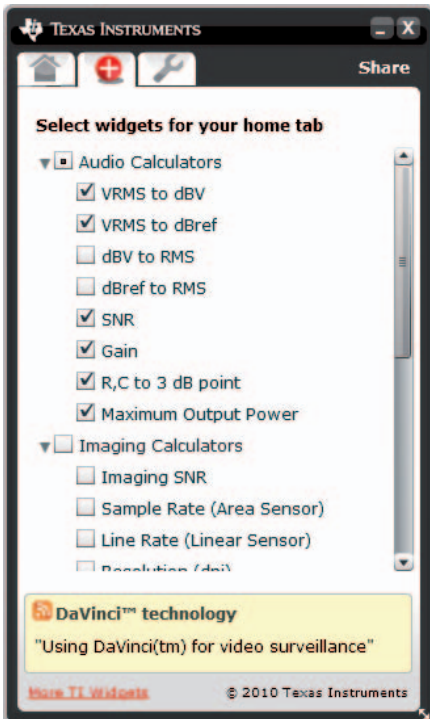 TEXAS INSTRUMENTS
Share
Select widgets for your home tab
Audio Calculators
VRMS to dBV
VRMS to dBref
dBV to RMS
dBref to RMS
SNR
Gain
R,C to 3 dB point
Maximum Output Power
Imaging Calculators
Imaging SNR
Sample Rate (Area Sensor)
Line Rate (Linear Sensor)
Resolution (dpi)
DaVinci™ technology
"Using DaVinci(tm) for video surveillance"
More TI Widgets © 2010 Texas Instruments